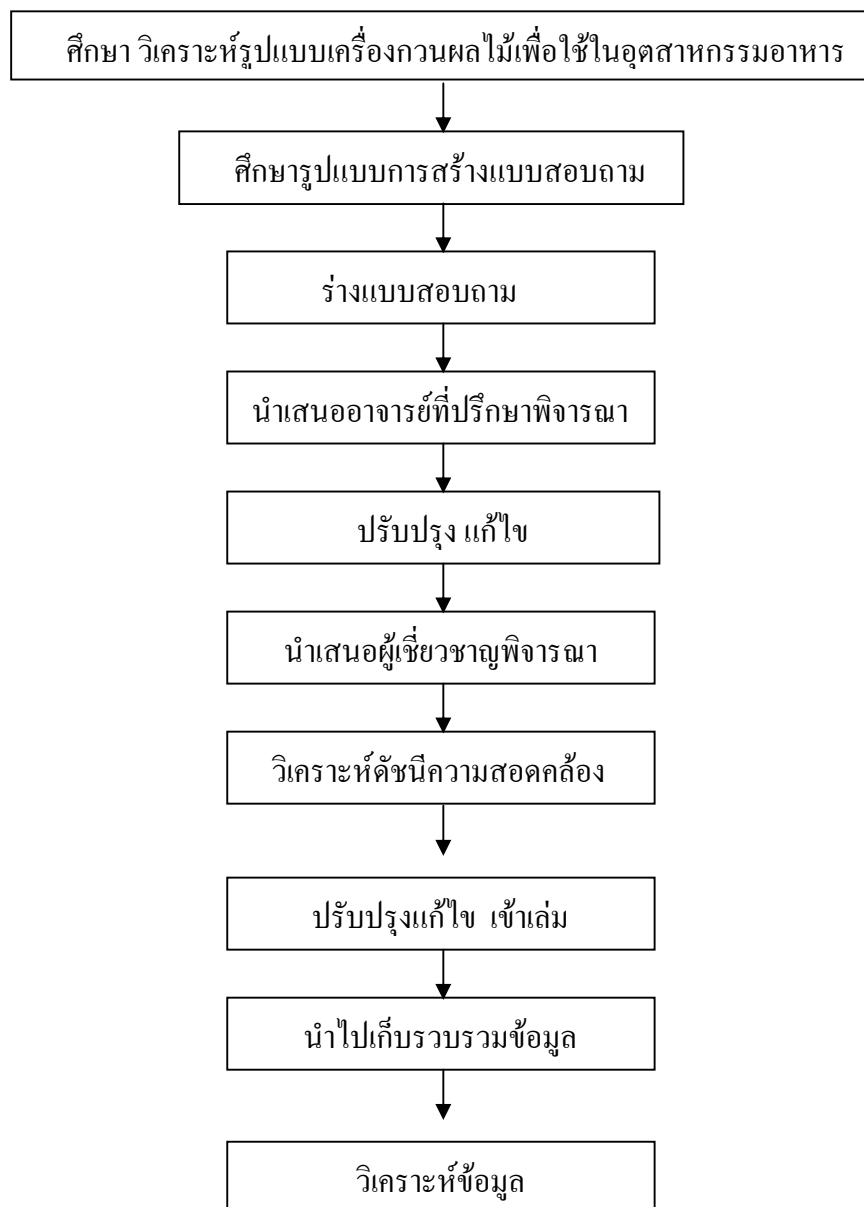 ศึกษา วิเคราะห์รูปแบบเครื่องกวนผลไม้เพื่อใช้ในอุตสาหกรรมอาหาร
ศึกษารูปแบบการสร้างแบบสอบถาม
ร่างแบบสอบถาม
นำเสนออาจารย์ที่ปรึกษาพิจารณา
ปรับปรุง แก้ไข
นำเสนอผู้เชี่ยวชาญพิจารณา
วิเคราะห์ดัชนีความสอดคล้อง
ปรับปรุงแก้ไข เข้าเล่ม
นำไปเก็บรวบรวมข้อมูล
วิเคราะห์ข้อมูล